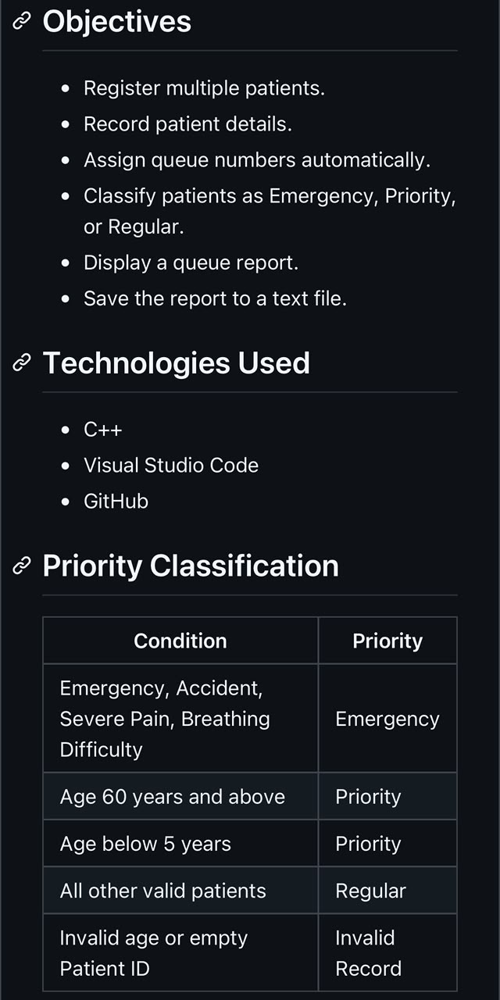 Objectives
Register multiple patients.
Record patient details.
Assign queue numbers automatically.
Classify patients as Emergency, Priority,
or Regular.
Display a queue report.
Save the report to a text file.
Technologies Used
C++
Visual Studio Code
GitHub
Priority Classification
Condition
Priority
Emergency, Accident,
Severe Pain, Breathing
Difficulty
Emergency
Age 60 years and above
Priority
Age below 5 years
Priority
All other valid patients
Regular
Invalid age or empty
Patient ID
Invalid
Record